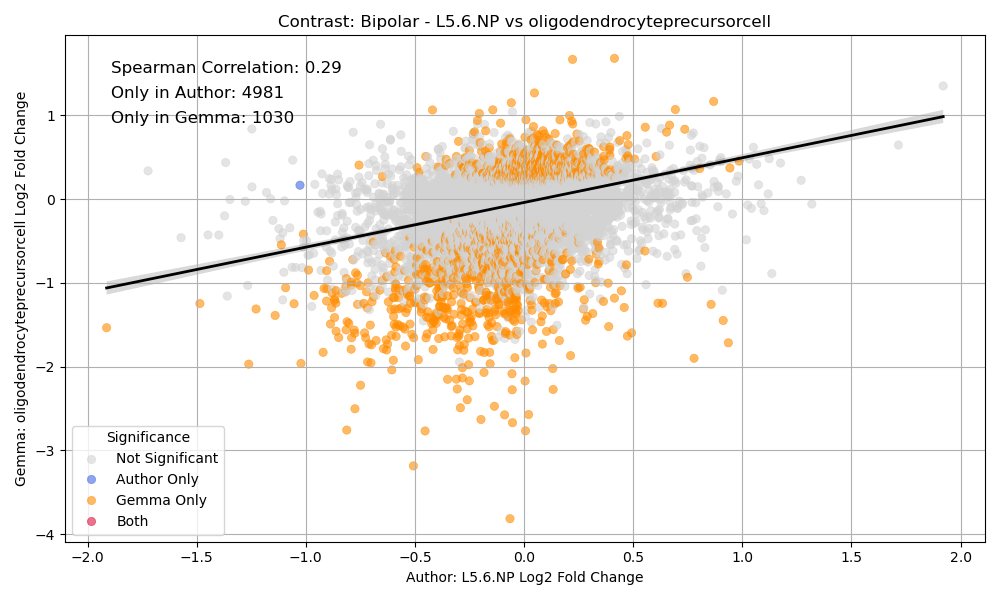 Contrast: Bipolar - L5.6.NP vs oligodendrocyteprecursorcell
Spearman Correlation: 0.29
Only in Author: 4981
Only in Gemma: 1030
Gemma: oligodendrocyteprecursorcell Log2 Fold Change
1
0
−1
−2
−3
−4
Significance
Not Significant
Author Only
Gemma Only
Both
−2.0 −1.5 −1.0 −0.5 0.0 0.5 1.0 1.5 2.0
Author: L5.6.NP Log2 Fold Change